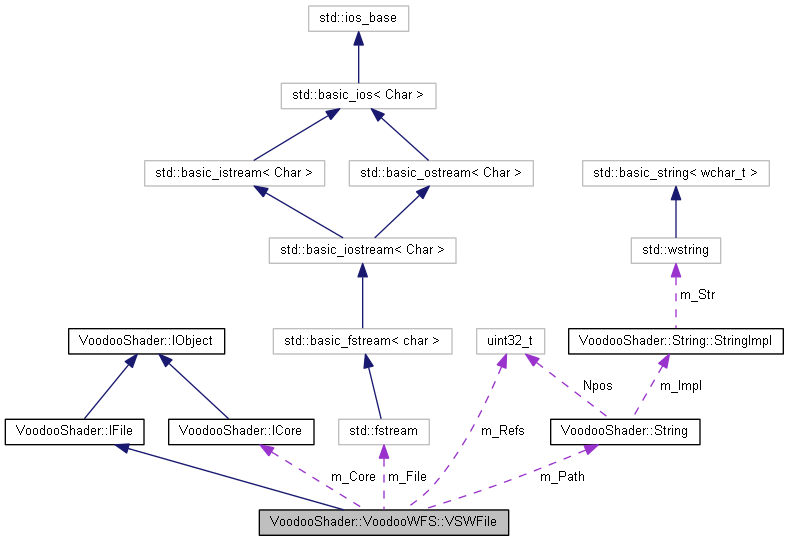 std::ios_base
std::basic_ios< Char >
std::basic_istream< Char >
std::basic_ostream< Char >
std::basic_string< wchar_t >
std::basic_iostream< Char >
std::wstring
m_Str
VoodooShader::IObject
std::basic_fstream< char >
uint32_t
VoodooShader::String::StringImpl
Npos
m_Impl
VoodooShader::IFile
VoodooShader::ICore
std::fstream
m_Refs
VoodooShader::String
m_Core
m_File
m_Path
VoodooShader::VoodooWFS::VSWFile